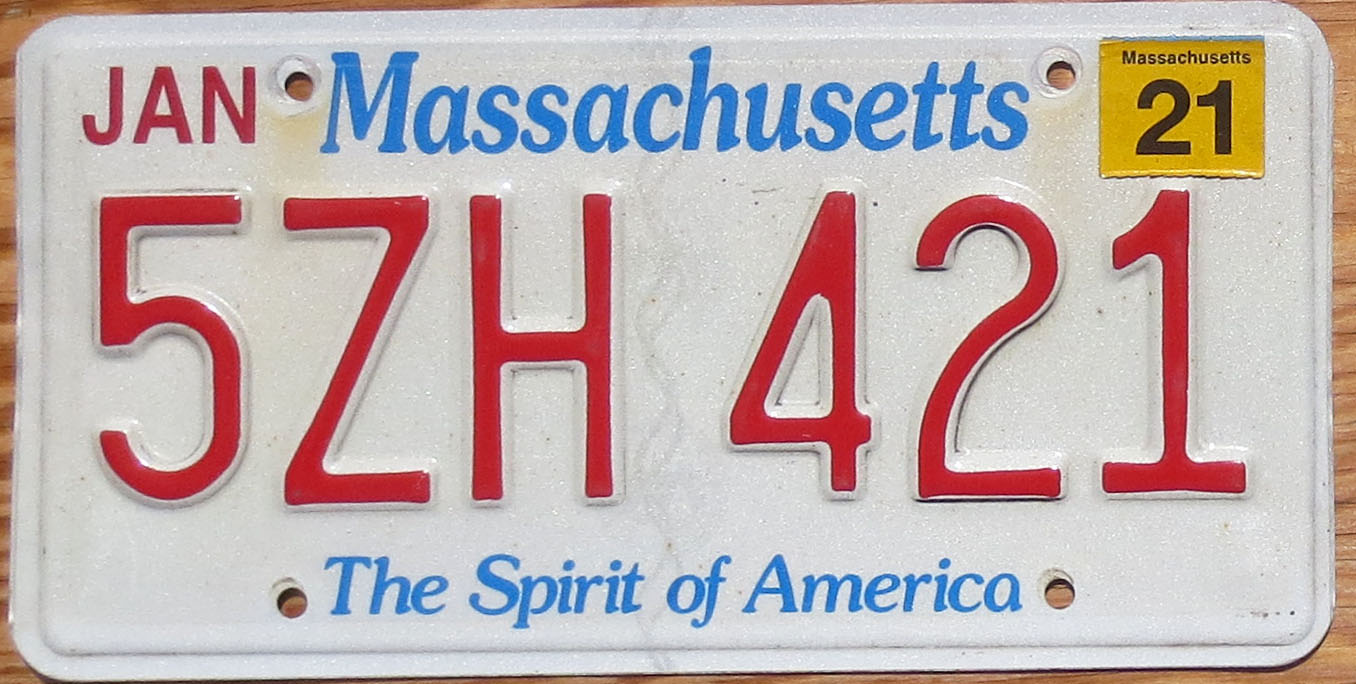 JAN Massachusetts Massachusetts
21
5ZH 421
The Spirit of America